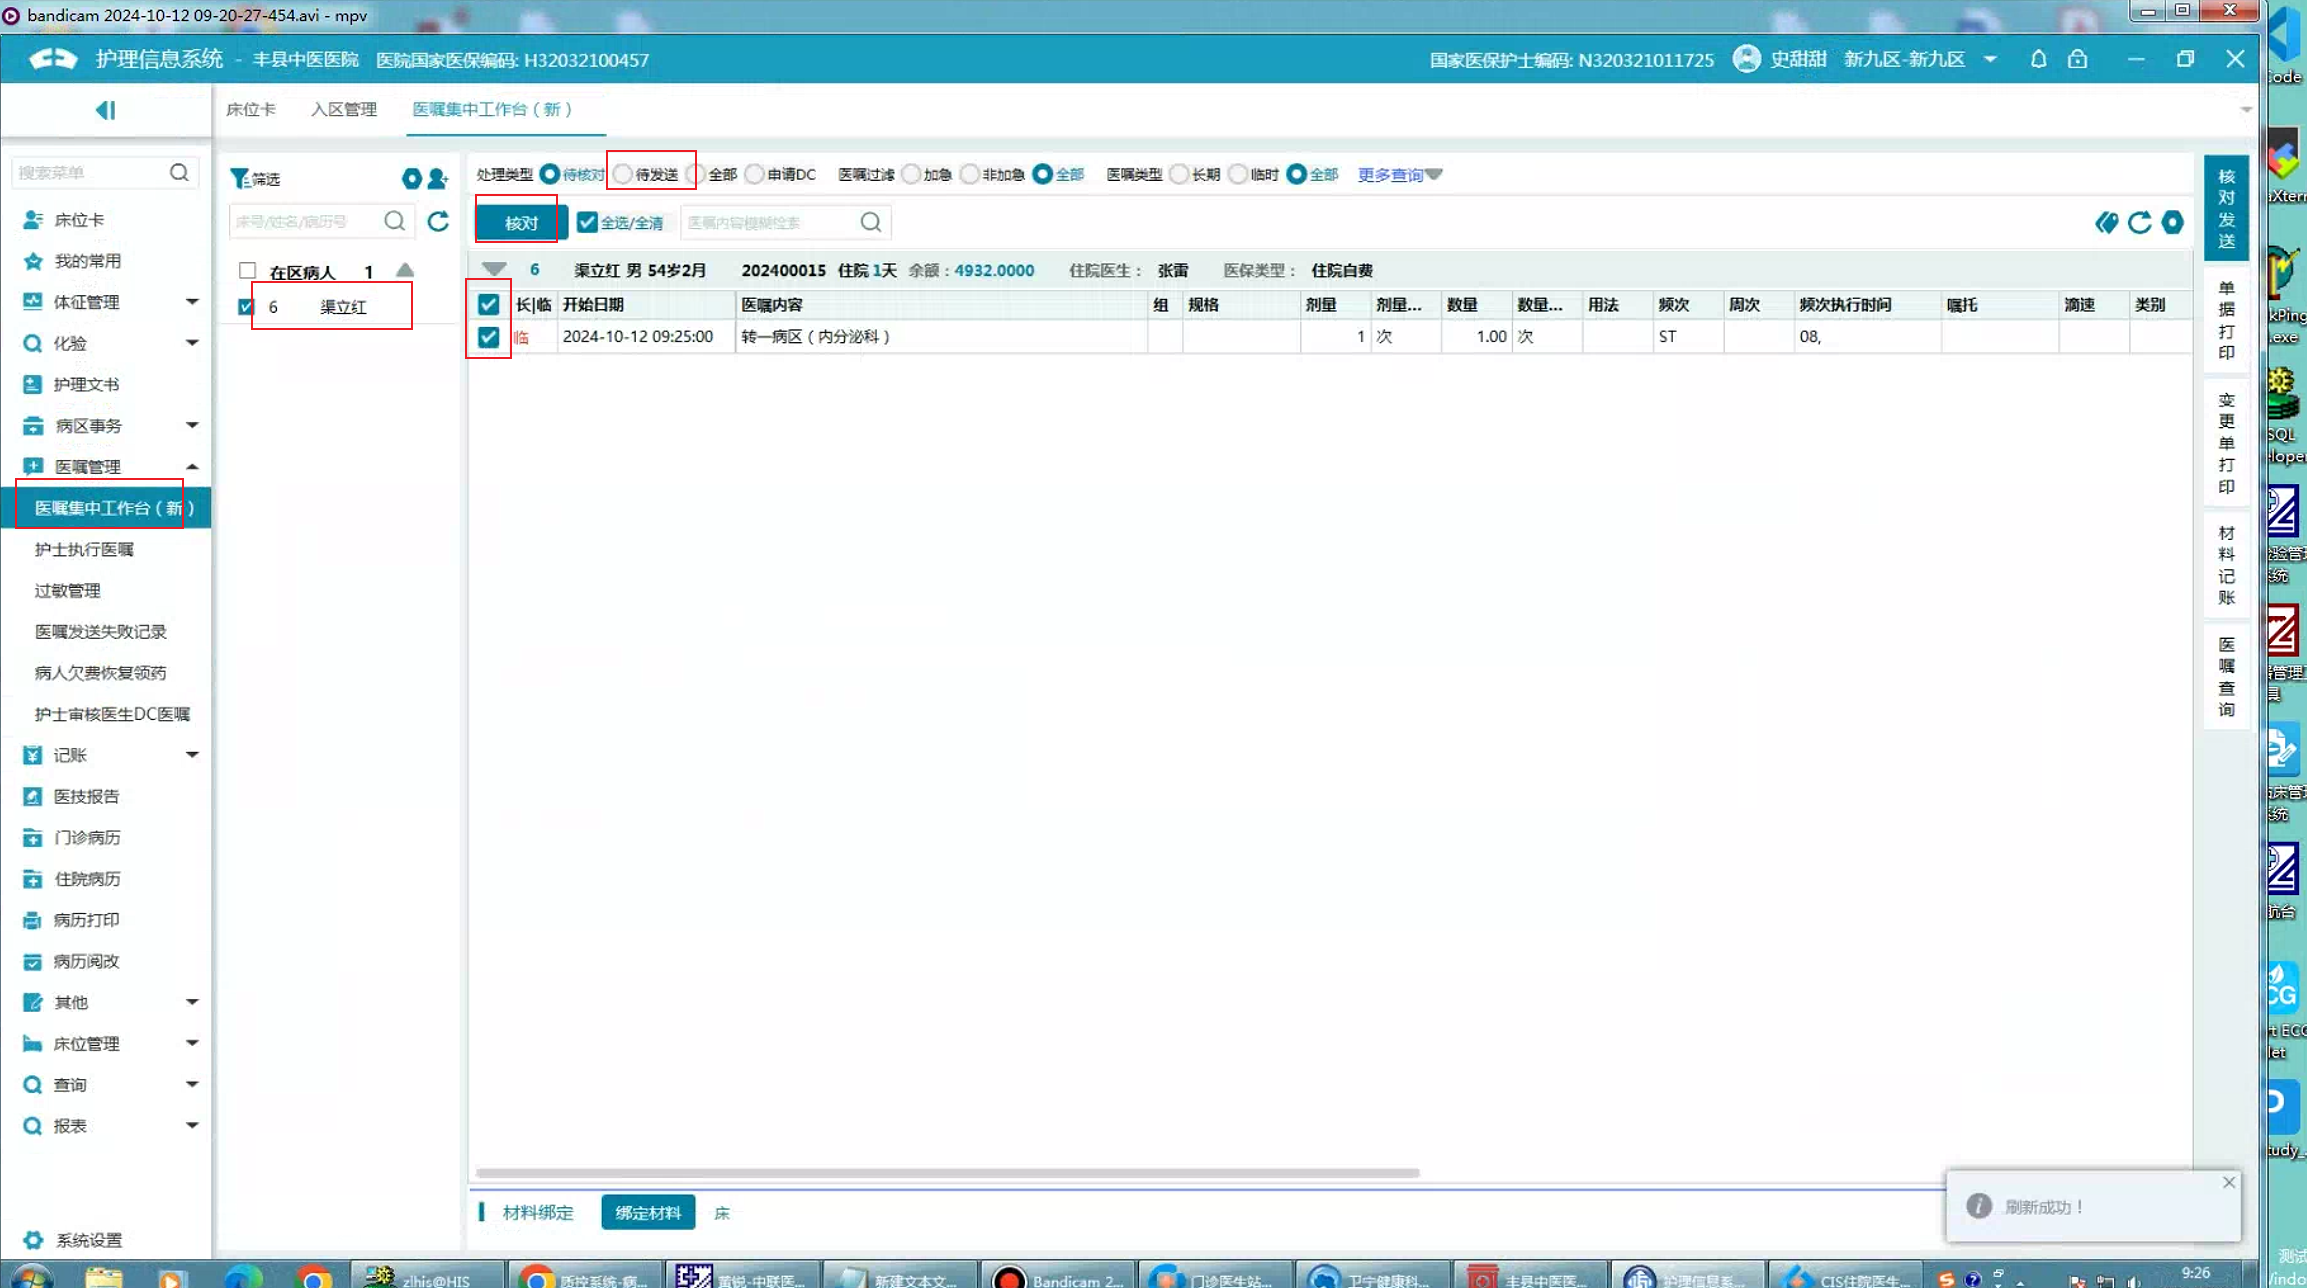 bandicam 2024-10-12 09-20-27-454.avi - mpv
护理信息系统 - 丰县中医医院 医院国家医保编码: H32032100457
国家医保护士编码: N320321011725 史甜甜 新九区-新九区
床位卡 入区管理 医嘱集中工作台（新）
搜索菜单
床位卡
我的常用
体征管理
化验
护理文书
病区事务
医嘱管理
医嘱集中工作台（新）
护士执行医嘱
过敏管理
医嘱发送失败记录
病人欠费恢复领药
护士审核医生DC医嘱
记账
医技报告
门诊病历
住院病历
病历打印
病历阅改
其他
床位管理
查询
报表
系统设置
筛选
床号/姓名/病历号
在区病人 1
6 渠立红
处理类型 待核对 待发送 全部 申请DC 医嘱过滤 加急 非加急 全部 医嘱类型 长期 临时 全部 更多查询
核对 全选/全清 医嘱内容模糊检索
6 渠立红 男 54岁2月 202400015 住院 1天 余额：4932.0000 住院医生： 张雷 医保类型： 住院自费
长|临 开始日期 医嘱内容 组 规格 剂量 剂量... 数量 数量... 用法 频次 周次 频次执行时间 嘱托 滴速 类别
临 2024-10-12 09:25:00 转一病区（内分泌科） 1 次 1.00 次 ST 08,
材料绑定 绑定材料 床
核对发送
单据打印
变更单打印
材料记账
医嘱查询
刷新成功！
zlhis@HIS 质控系统-病... 黄锐-中联医... 新建文本文... Bandicam 2... 门诊医生站... 卫宁健康科... 丰县中医医... 护理信息系... CIS住院医生...
9:26